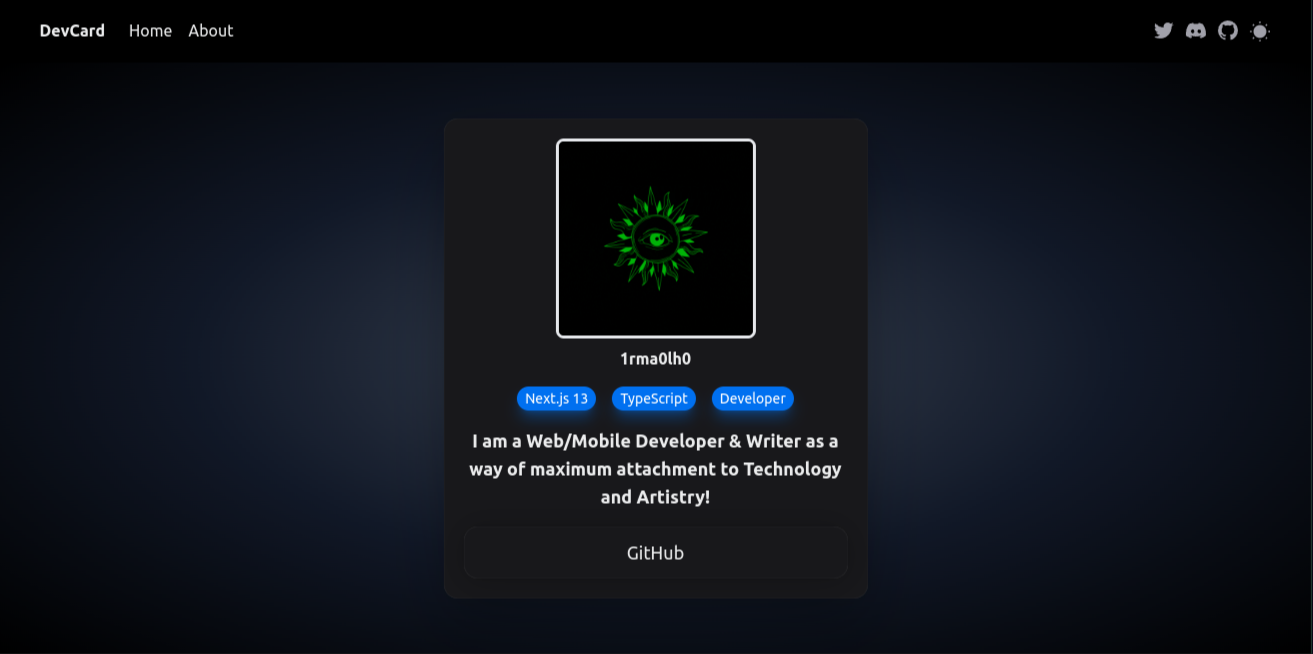 DevCard Home About
1rma0lh0
Next.js 13 TypeScript Developer
I am a Web/Mobile Developer & Writer as a
way of maximum attachment to Technology
and Artistry!
GitHub